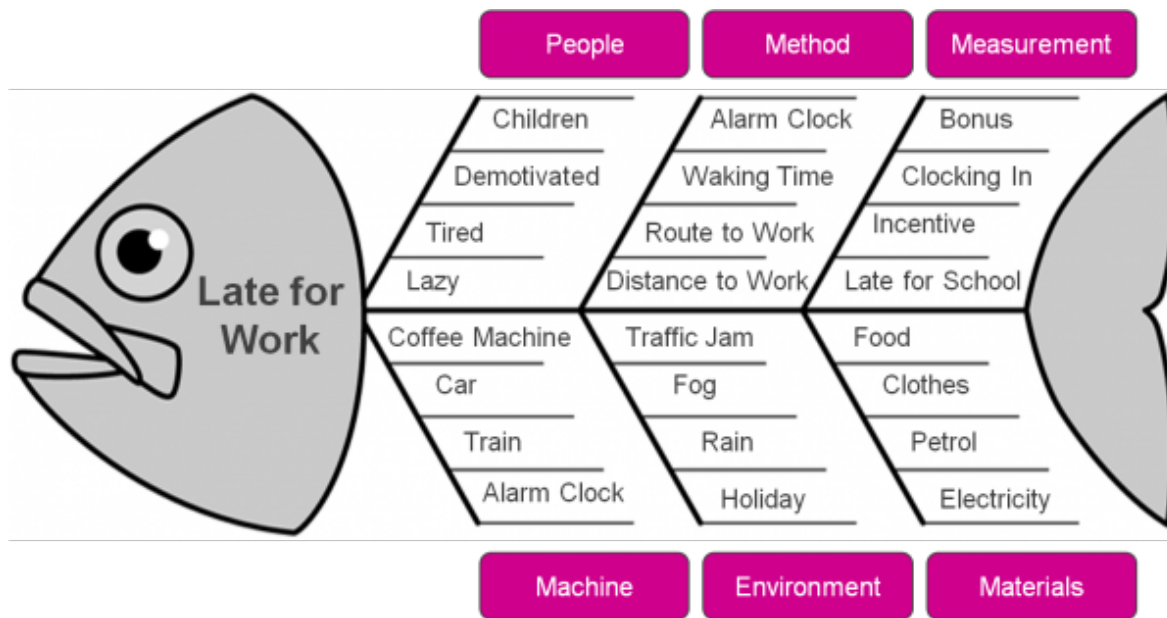 People
Method
Measurement
Children
Alarm Clock
Bonus
Demotivated
Waking Time
Clocking In
Tired
Route to Work
Incentive
Lazy
Distance to Work
Late for School
Late for
Work
Coffee Machine
Traffic Jam
Food
Car
Fog
Clothes
Train
Rain
Petrol
Alarm Clock
Holiday
Electricity
Machine
Environment
Materials